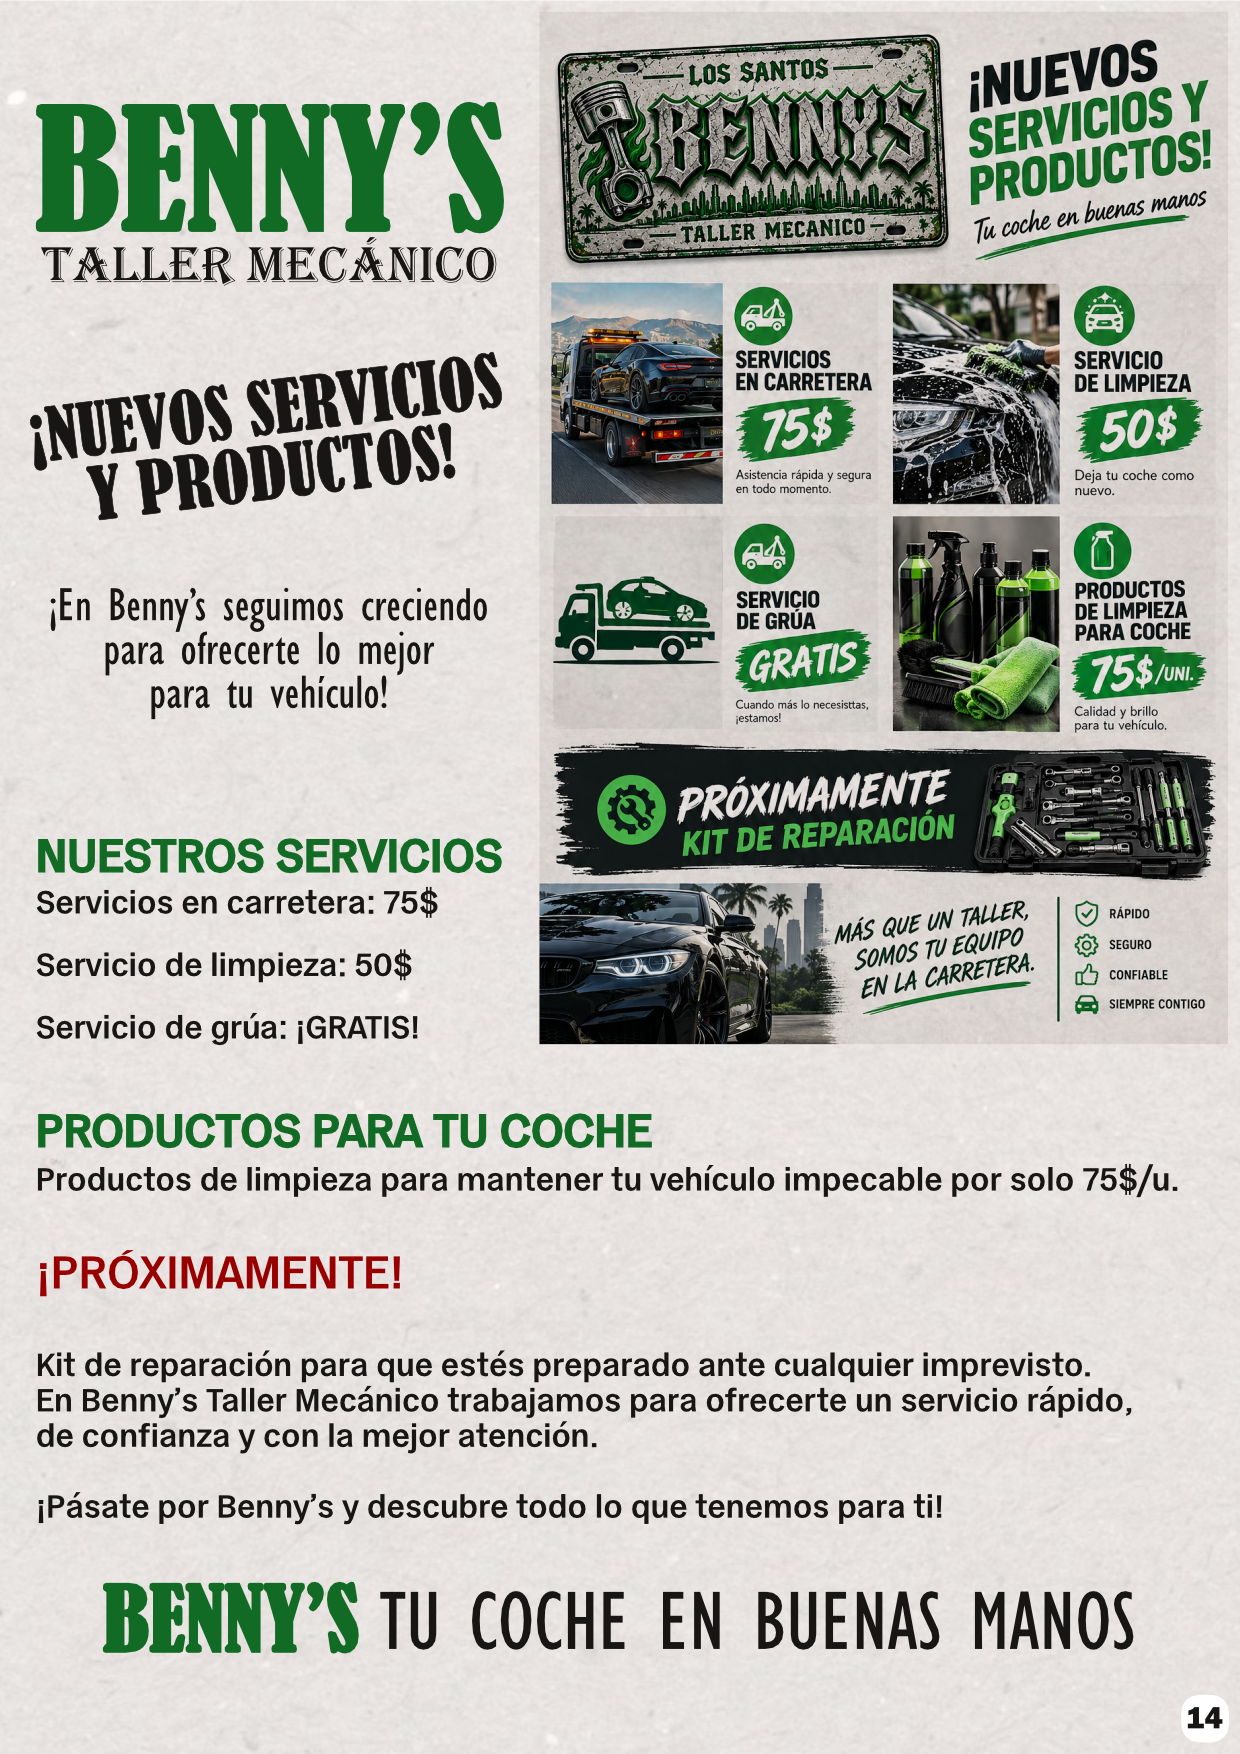 BENNY'S
TALLER MECÁNICO
¡NUEVOS SERVICIOS
Y PRODUCTOS!
¡En Benny's seguimos creciendo
para ofrecerte lo mejor
para tu vehículo!
LOS SANTOS
BENNYS
TALLER MECANICO
¡NUEVOS
SERVICIOS Y
PRODUCTOS!
Tu coche en buenas manos
SERVICIOS
EN CARRETERA
75$
Asistencia rápida y segura
en todo momento.
SERVICIO
DE LIMPIEZA
50$
Deja tu coche como
nuevo.
SERVICIO
DE GRÚA
GRATIS
Cuando más lo necesisttas,
¡estamos!
PRODUCTOS
DE LIMPIEZA
PARA COCHE
75$/UNI.
Calidad y brillo
para tu vehículo.
PRÓXIMAMENTE
KIT DE REPARACIÓN
MÁS QUE UN TALLER,
SOMOS TU EQUIPO
EN LA CARRETERA.
RÁPIDO
SEGURO
CONFIABLE
SIEMPRE CONTIGO
NUESTROS SERVICIOS
Servicios en carretera: 75$
Servicio de limpieza: 50$
Servicio de grúa: ¡GRATIS!
PRODUCTOS PARA TU COCHE
Productos de limpieza para mantener tu vehículo impecable por solo 75$/u.
¡PRÓXIMAMENTE!
Kit de reparación para que estés preparado ante cualquier imprevisto.
En Benny's Taller Mecánico trabajamos para ofrecerte un servicio rápido,
de confianza y con la mejor atención.
¡Pásate por Benny's y descubre todo lo que tenemos para ti!
BENNY'S TU COCHE EN BUENAS MANOS
14